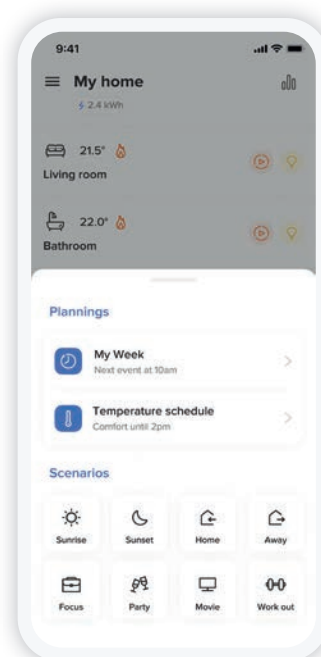 9:41
My home
2.4 kWh
21.5°
Living room
22.0°
Bathroom
Plannings
My Week
Next event at 10am
Temperature schedule
Comfort until 2pm
Scenarios
Sunrise Sunset Home Away
Focus Party Movie Work out